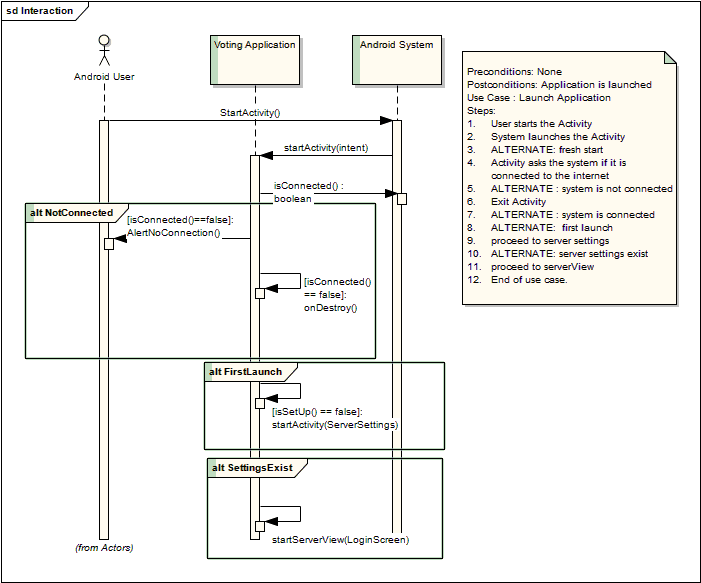 sd Interaction
Android User
Voting Application
Android System
StartActivity()
startActivity(intent)
isConnected() :
boolean
alt NotConnected
[isConnected()==false]:
AlertNoConnection()
[isConnected()
== false]:
onDestroy()
alt FirstLaunch
[isSetUp() == false]:
startActivity(ServerSettings)
alt SettingsExist
startServerView(LoginScreen)
(from Actors)
Preconditions: None
Postconditions: Application is launched
Use Case : Launch Application
Steps:
1. User starts the Activity
2. System launches the Activity
3. ALTERNATE: fresh start
4. Activity asks the system if it is
connected to the internet
5. ALTERNATE : system is not connected
6. Exit Activity
7. ALTERNATE : system is connected
8. ALTERNATE: first launch
9. proceed to server settings
10. ALTERNATE: server settings exist
11. proceed to serverView
12. End of use case.